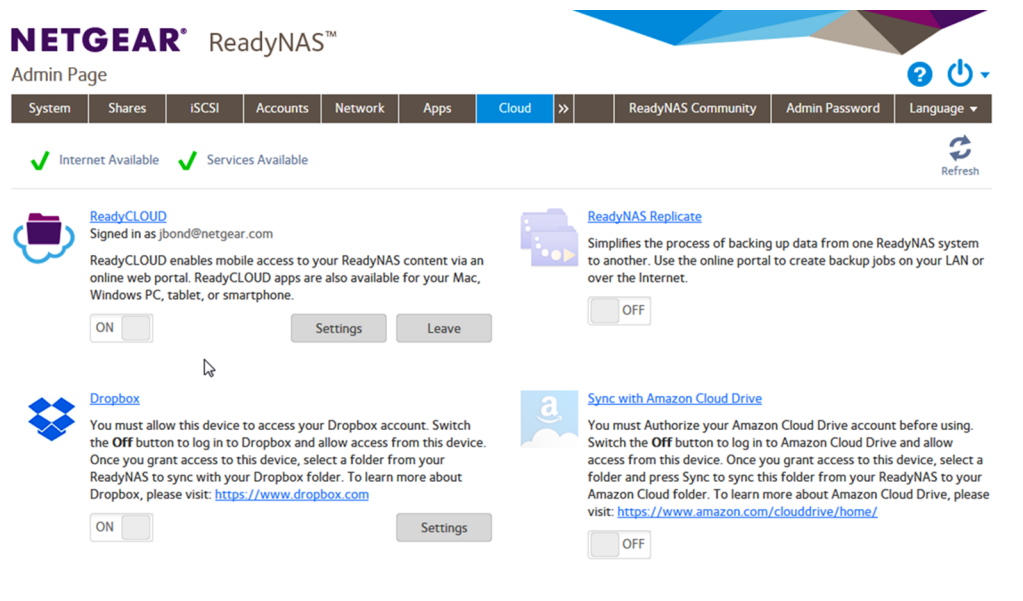 NETGEAR® ReadyNAS™
Admin Page
?
System Shares iSCSI Accounts Network Apps Cloud » ReadyNAS Community Admin Password Language
Internet Available Services Available
Refresh
ReadyCLOUD
Signed in as jbond@netgear.com
ReadyCLOUD enables mobile access to your ReadyNAS content via an
online web portal. ReadyCLOUD apps are also available for your Mac,
Windows PC, tablet, or smartphone.
ON
Settings
Leave
ReadyNAS Replicate
Simplifies the process of backing up data from one ReadyNAS system
to another. Use the online portal to create backup jobs on your LAN or
over the Internet.
OFF
Dropbox
You must allow this device to access your Dropbox account. Switch
the Off button to log in to Dropbox and allow access from this device.
Once you grant access to this device, select a folder from your
ReadyNAS to sync with your Dropbox folder. To learn more about
Dropbox, please visit: https://www.dropbox.com
ON
Settings
a
Sync with Amazon Cloud Drive
You must Authorize your Amazon Cloud Drive account before using.
Switch the Off button to log in to Amazon Cloud Drive and allow
access from this device. Once you grant access to this device, select a
folder and press Sync to sync this folder from your ReadyNAS to your
Amazon Cloud folder. To learn more about Amazon Cloud Drive, please
visit: https://www.amazon.com/clouddrive/home/
OFF